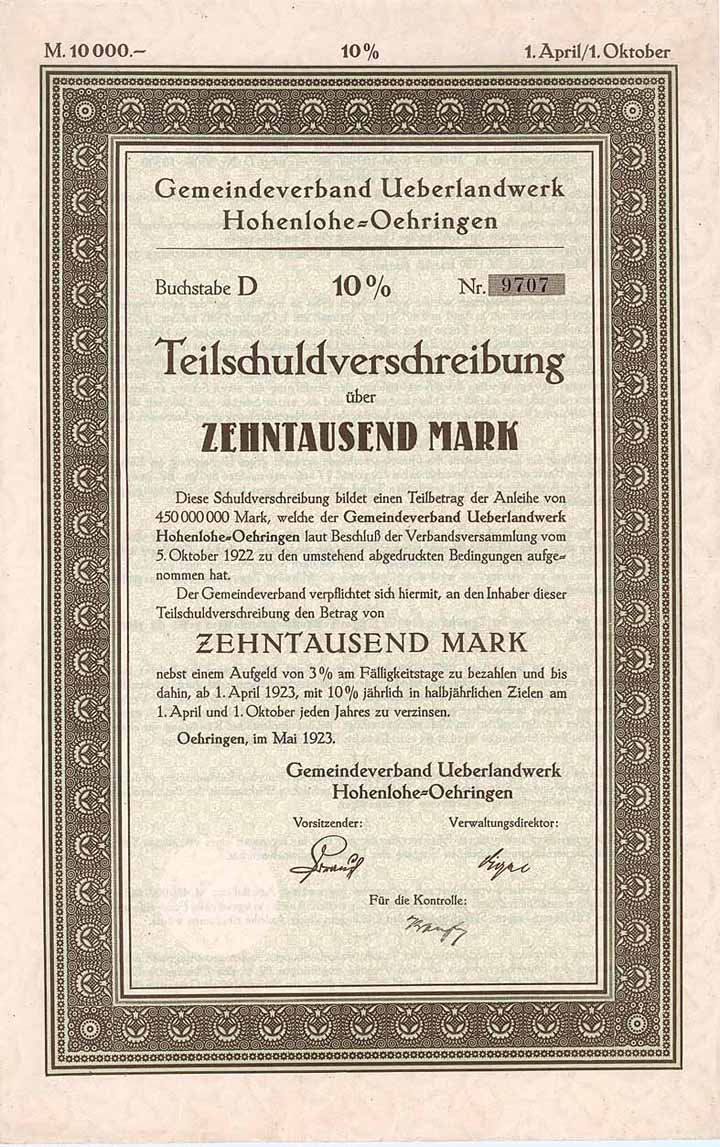 M. 10 000.– 10% 1. April/1. Oktober
Gemeindeverband Ueberlandwerk
Hohenlohe=Oehringen
Buchstabe D 10% Nr. 9707
Teilschuldverschreibung
über
ZEHNTAUSEND MARK
Diese Schuldverschreibung bildet einen Teilbetrag der Anleihe von
450 000 000 Mark, welche der Gemeindeverband Ueberlandwerk
Hohenlohe=Oehringen laut Beschluß der Verbandsversammlung vom
5. Oktober 1922 zu den umstehend abgedruckten Bedingungen aufge=
nommen hat.
Der Gemeindeverband verpflichtet sich hiermit, an den Inhaber dieser
Teilschuldverschreibung den Betrag von
ZEHNTAUSEND MARK
nebst einem Aufgeld von 3% am Fälligkeitstage zu bezahlen und bis
dahin, ab 1. April 1923, mit 10% jährlich in halbjährlichen Zielen am
1. April und 1. Oktober jeden Jahres zu verzinsen.
Oehringen, im Mai 1923.
Gemeindeverband Ueberlandwerk
Hohenlohe=Oehringen
Vorsitzender: Verwaltungsdirektor:
Für die Kontrolle: